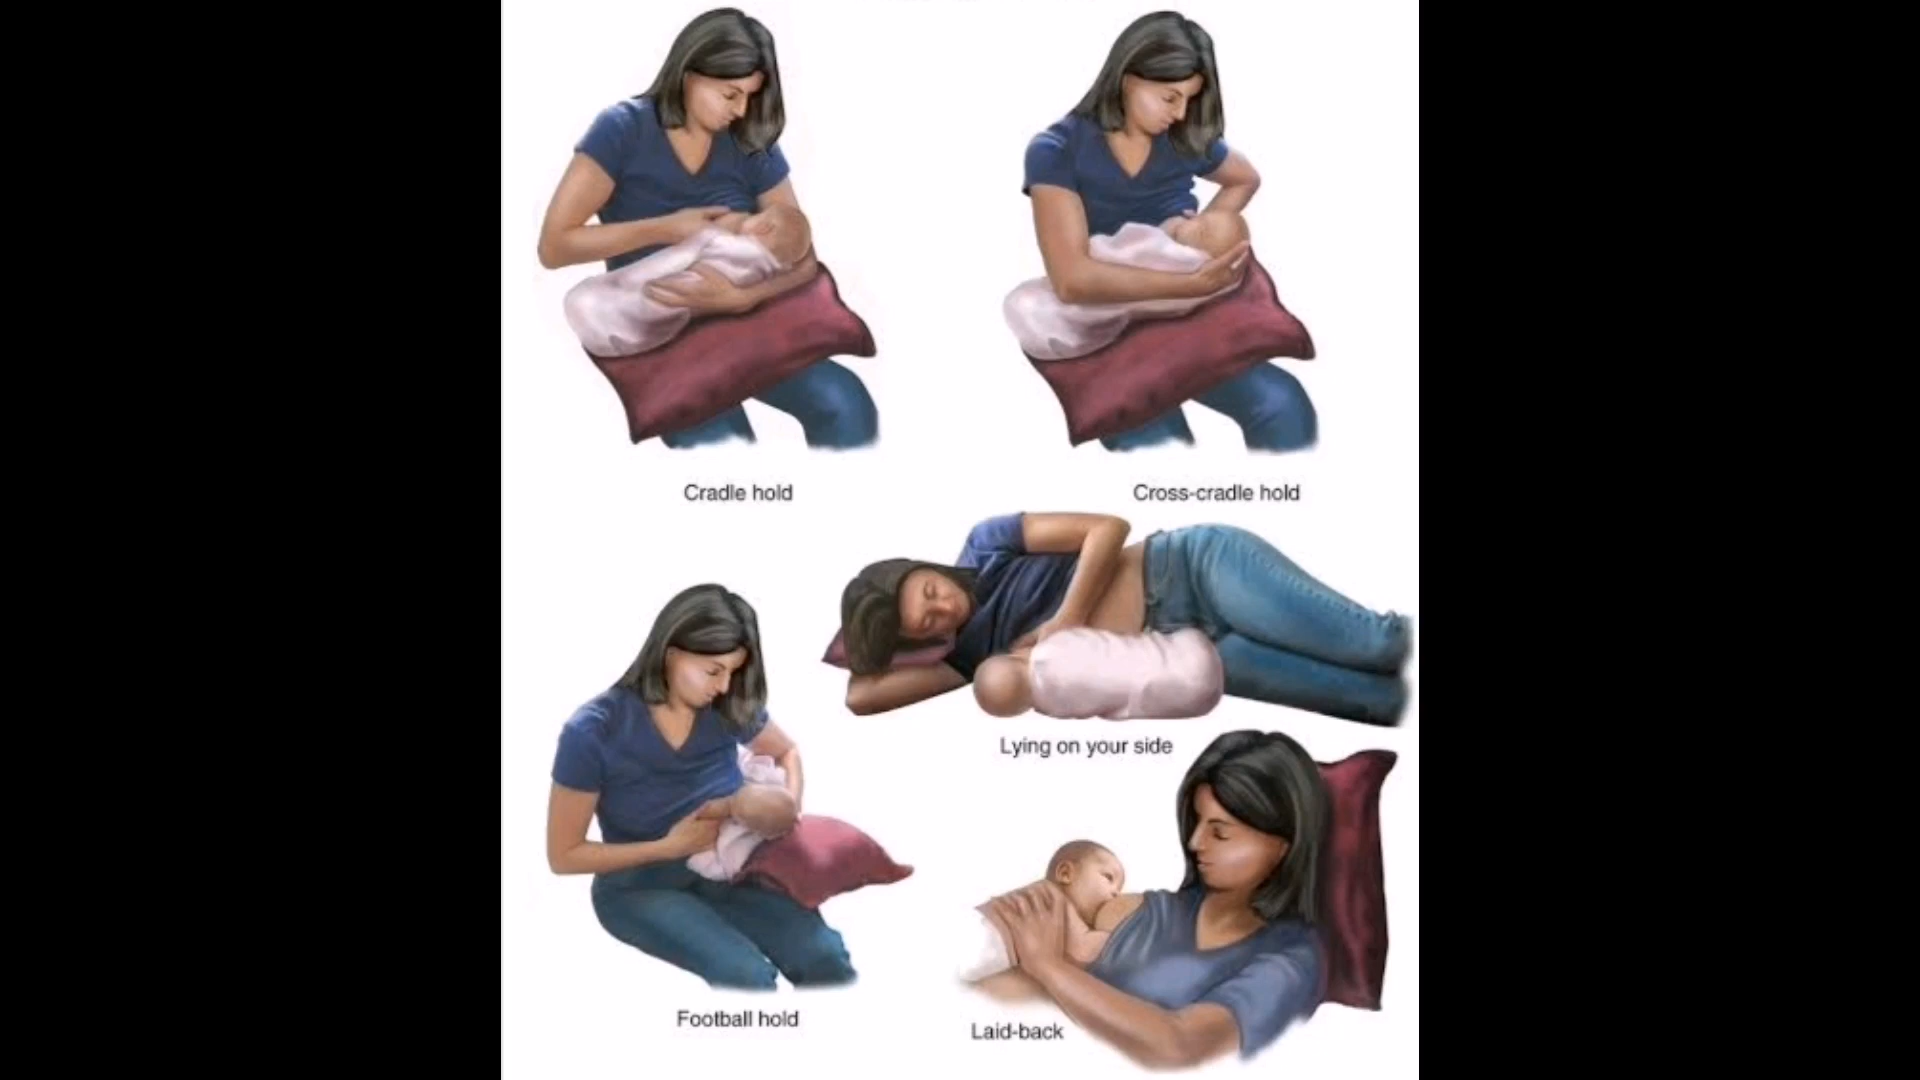 Cradle hold
Cross-cradle hold
Lying on your side
Football hold
Laid-back